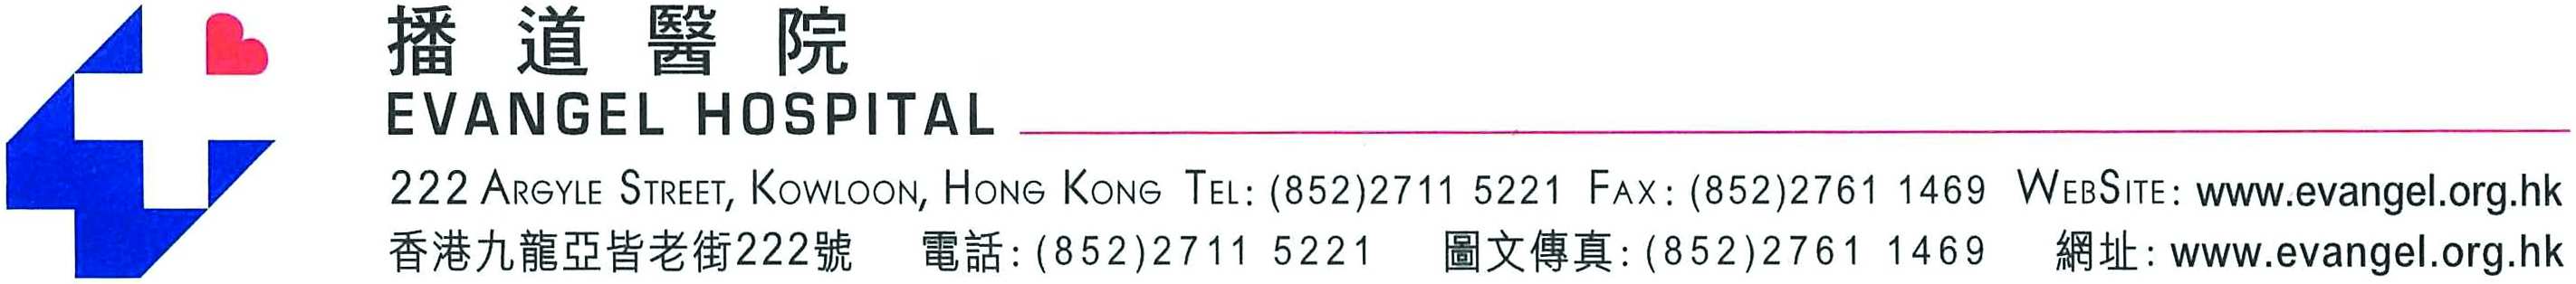 播道醫院
EVANGEL HOSPITAL
222 ARGYLE STREET, KOWLOON, HONG KONG TEL: (852)2711 5221 FAX: (852)2761 1469 WEBSITE: www.evangel.org.hk
香港九龍亞皆老街222號 電話: (852)2711 5221 圖文傳真: (852)2761 1469 網址: www.evangel.org.hk